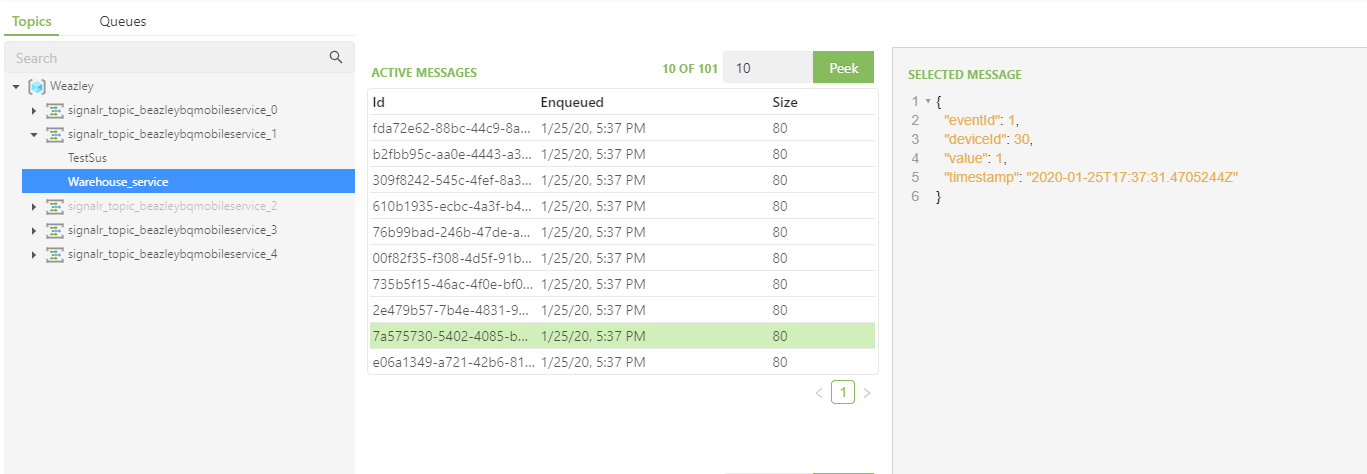 Topics Queues
Search
Weazley
signalr_topic_beazleybqmobileservice_0
signalr_topic_beazleybqmobileservice_1
TestSus
Warehouse_service
signalr_topic_beazleybqmobileservice_2
signalr_topic_beazleybqmobileservice_3
signalr_topic_beazleybqmobileservice_4
ACTIVE MESSAGES 10 OF 101 10 Peek
Id Enqueued Size
fda72e62-88bc-44c9-8a... 1/25/20, 5:37 PM 80
b2fbb95c-aa0e-4443-a3... 1/25/20, 5:37 PM 80
309f8242-545c-4fef-8a3... 1/25/20, 5:37 PM 80
610b1935-ecbc-4a3f-b4... 1/25/20, 5:37 PM 80
76b99bad-246b-47de-a... 1/25/20, 5:37 PM 80
00f82f35-f308-4d5f-91b... 1/25/20, 5:37 PM 80
735b5f15-46ac-4f0e-bf0... 1/25/20, 5:37 PM 80
2e479b57-7b4e-4831-9... 1/25/20, 5:37 PM 80
7a575730-5402-4085-b... 1/25/20, 5:37 PM 80
e06a1349-a721-42b6-81... 1/25/20, 5:37 PM 80
1
SELECTED MESSAGE
1 {
2 "eventId": 1,
3 "deviceId": 30,
4 "value": 1,
5 "timestamp": "2020-01-25T17:37:31.4705244Z"
6 }